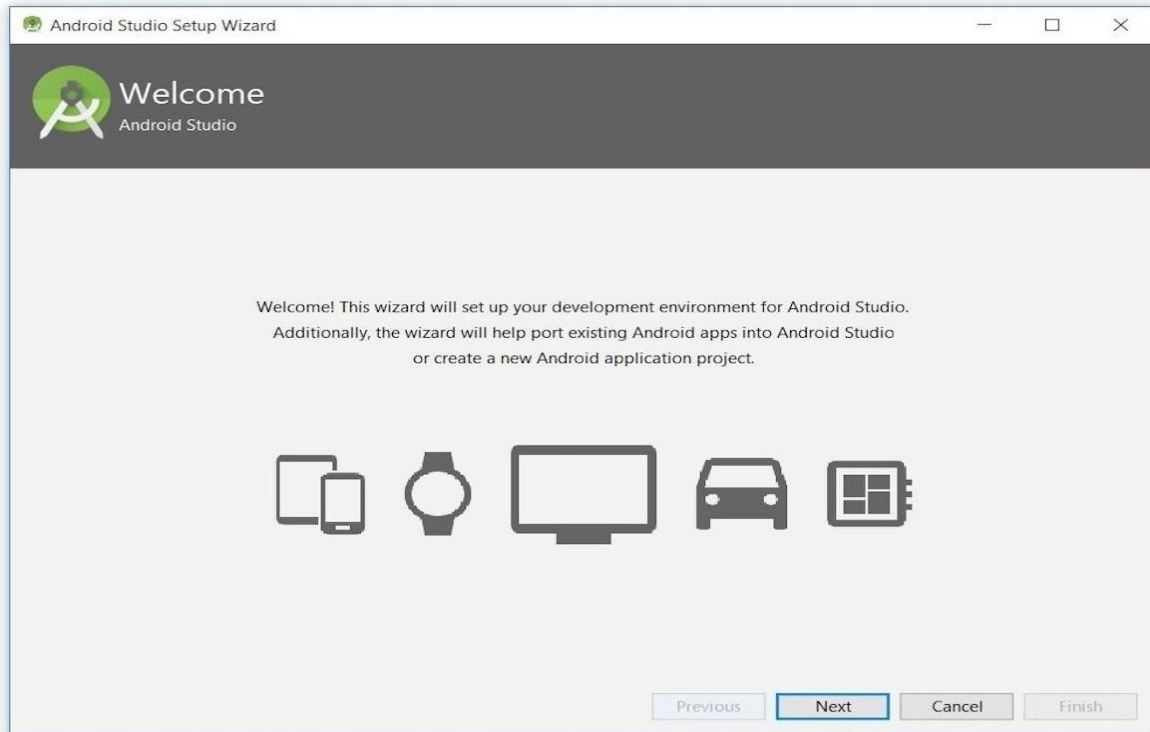 Android Studio Setup Wizard
Welcome
Android Studio
Welcome! This wizard will set up your development environment for Android Studio.
Additionally, the wizard will help port existing Android apps into Android Studio
or create a new Android application project.
Previous Next Cancel Finish